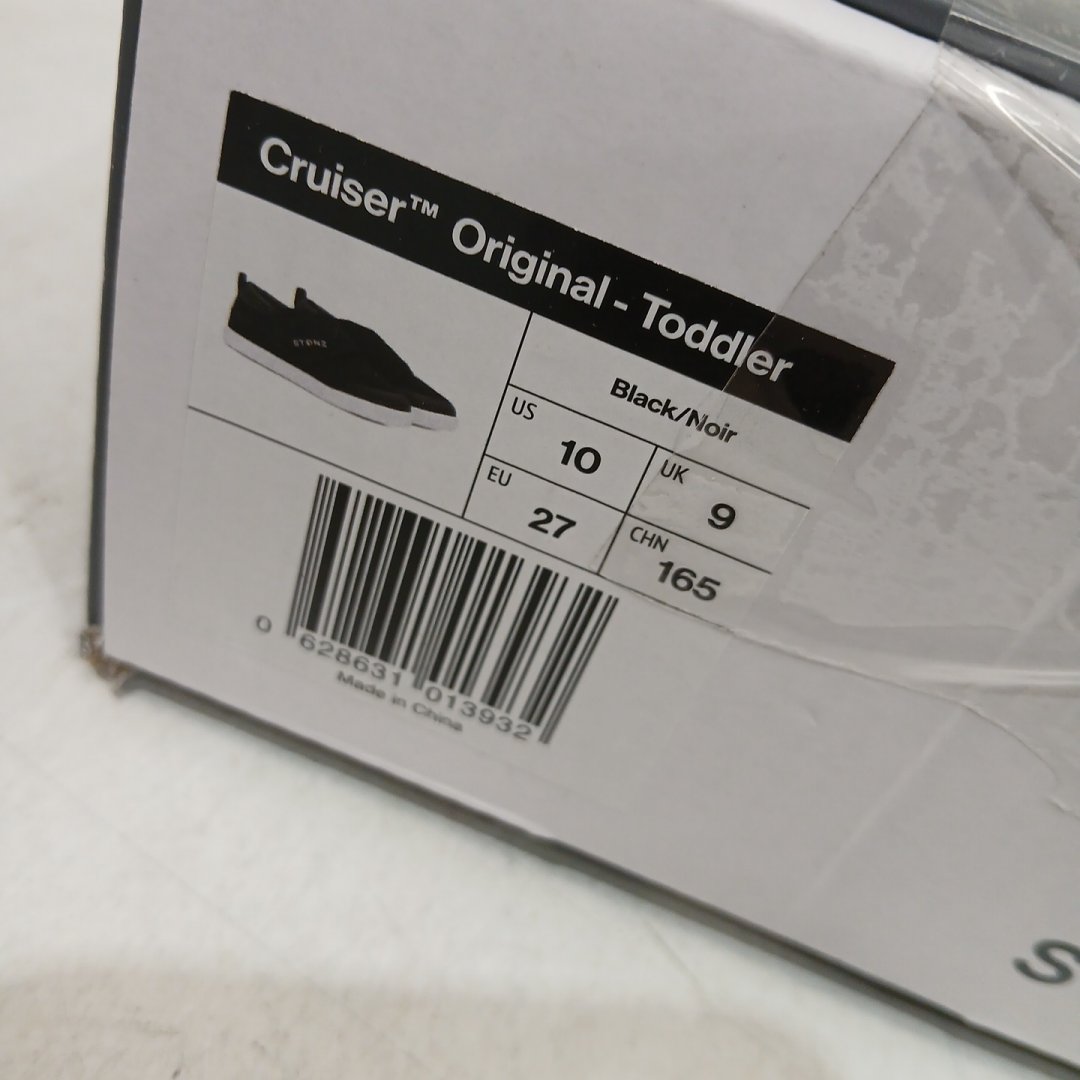 Cruiser™ Original - Toddler
STONZ
Black/Noir
US
10
UK
9
EU
27
CHN
165
0 628631 013932
Made in China
S